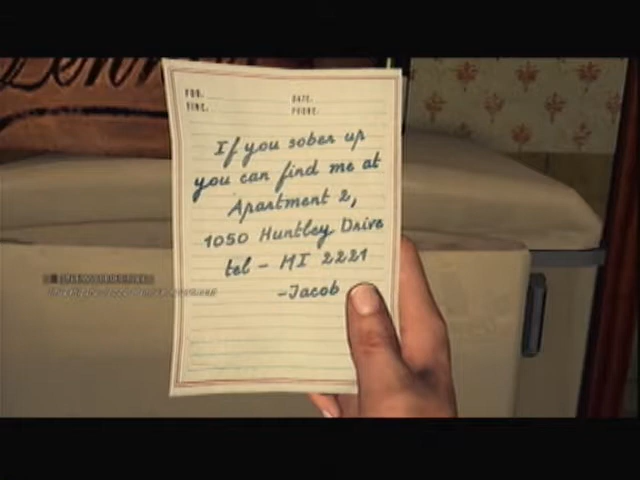 FOR:
DATE:
TIME:
PHONE:
If you sober up
you can find me at
Apartment 2,
1050 Huntley Drive
tel - MI 2221
-Jacob